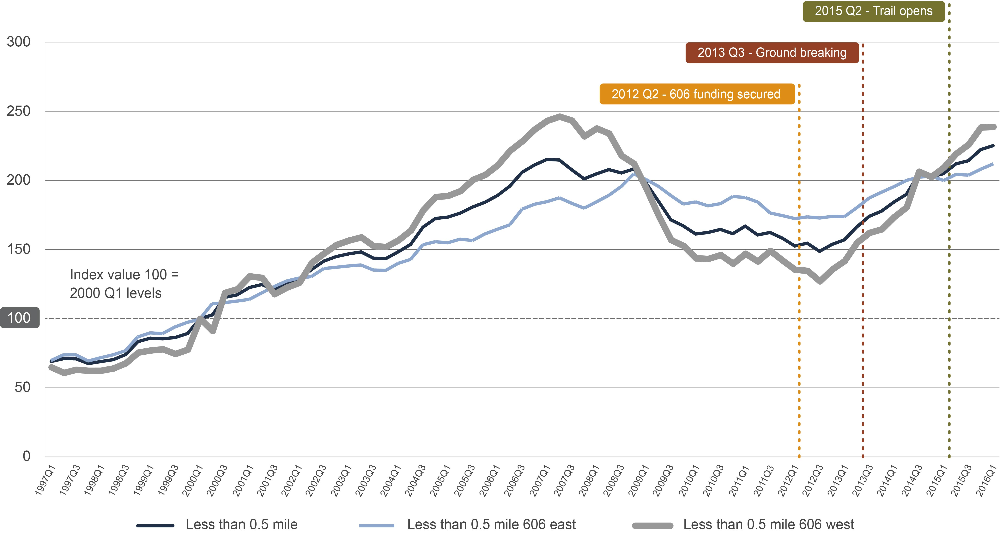 2015 Q2 - Trail opens
300
2013 Q3 - Ground breaking
2012 Q2 - 606 funding secured
250
200
150
Index value 100 =
2000 Q1 levels
100
50
0
1997Q1 1997Q3 1998Q1 1998Q3 1999Q1 1999Q3 2000Q1 2000Q3 2001Q1 2001Q3 2002Q1 2002Q3 2003Q1 2003Q3 2004Q1 2004Q3 2005Q1 2005Q3 2006Q1 2006Q3 2007Q1 2007Q3 2008Q1 2008Q3 2009Q1 2009Q3 2010Q1 2010Q3 2011Q1 2011Q3 2012Q1 2012Q3 2013Q1 2013Q3 2014Q1 2014Q3 2015Q1 2015Q3 2016Q1
Less than 0.5 mile Less than 0.5 mile 606 east Less than 0.5 mile 606 west